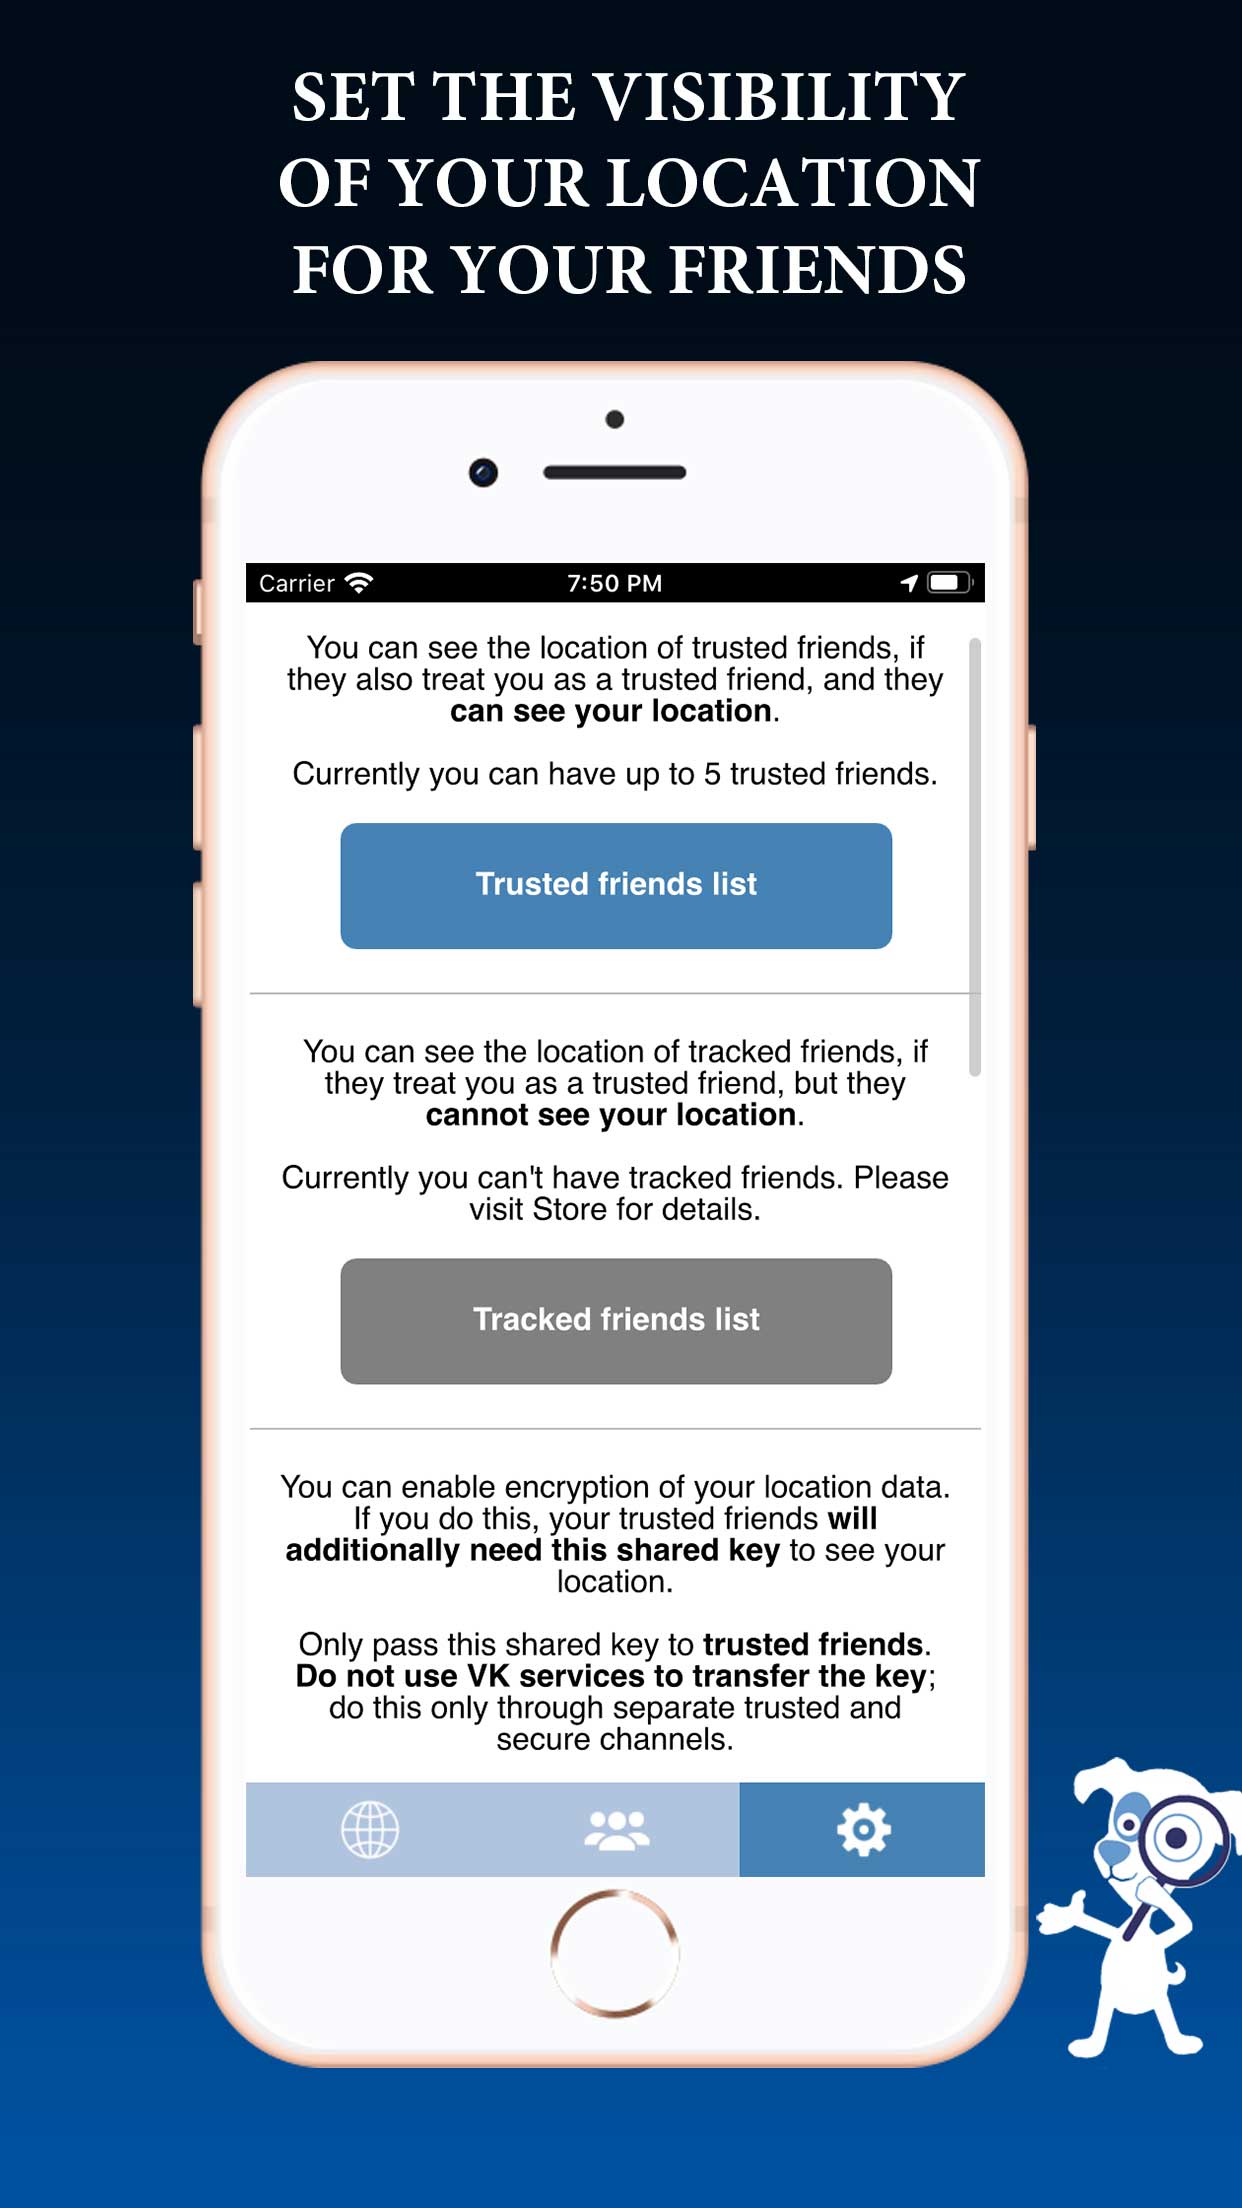 SET THE VISIBILITY
OF YOUR LOCATION
FOR YOUR FRIENDS
Carrier 7:50 PM
You can see the location of trusted friends, if
they also treat you as a trusted friend, and they
can see your location.
Currently you can have up to 5 trusted friends.
Trusted friends list
You can see the location of tracked friends, if
they treat you as a trusted friend, but they
cannot see your location.
Currently you can't have tracked friends. Please
visit Store for details.
Tracked friends list
You can enable encryption of your location data.
If you do this, your trusted friends will
additionally need this shared key to see your
location.
Only pass this shared key to trusted friends.
Do not use VK services to transfer the key;
do this only through separate trusted and
secure channels.